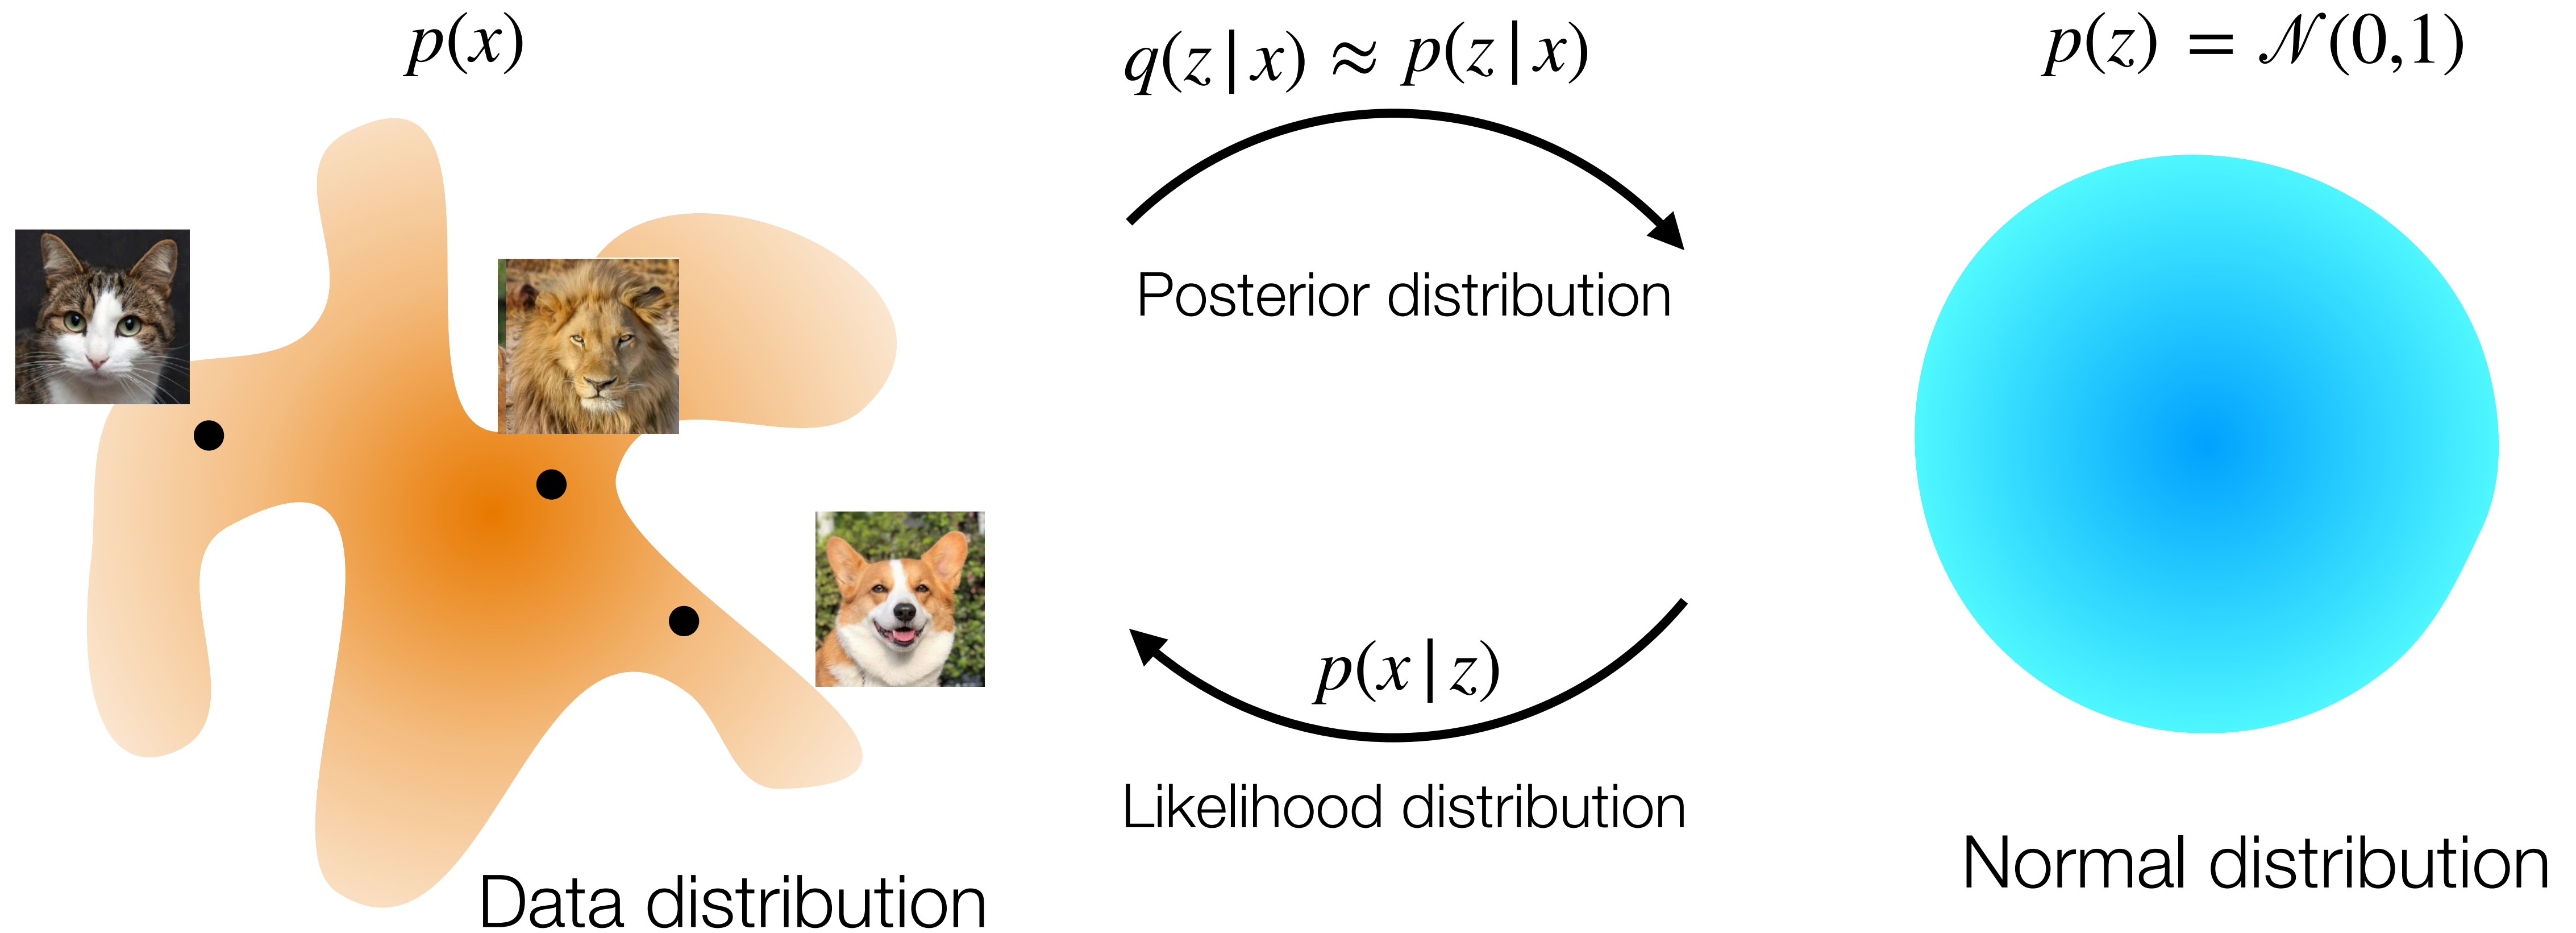 p(x)
q(z|x) ≈ p(z|x)
p(z) = 𝒩(0,1)
Posterior distribution
p(x|z)
Likelihood distribution
Normal distribution
Data distribution